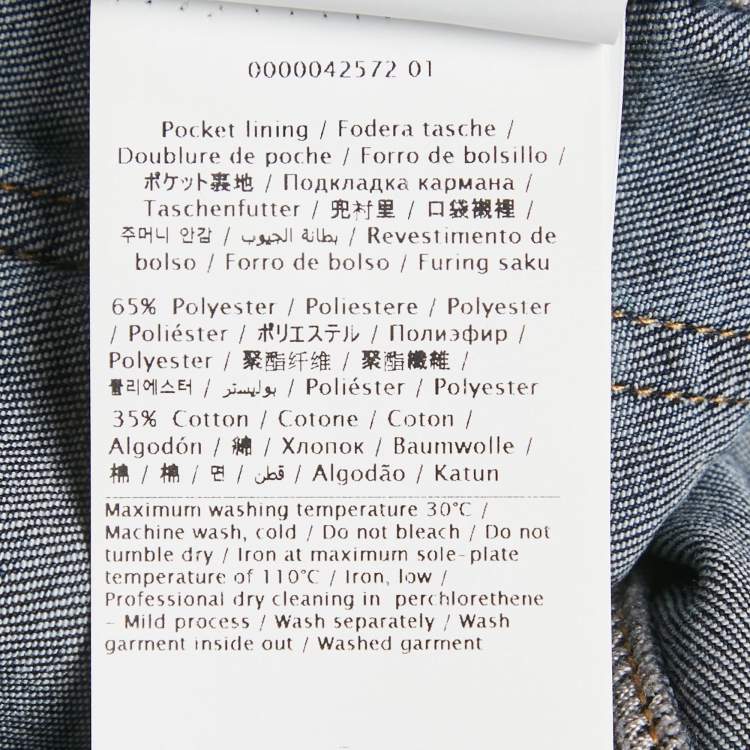 0000042572 01
Pocket lining / Fodera tasche /
Doublure de poche / Forro de bolsillo /
ポケット裏地 / Подкладка кармана /
Taschenfutter / 兜村里 / 口袋襯裡 /
주머니 안감 / بطانة الجيوب / Revestimento de
bolso / Forro de bolso / Furing saku
65% Polyester / Poliestere / Polyester
/ Poliéster / ポリエステル / Полиэфир /
Polyester / 聚酯纤维 / 聚酯纖維 /
폴리에스터 / بوليستر / Poliéster / Polyester
35% Cotton / Cotone / Coton /
Algodón / 綿 / Хлопок / Baumwolle /
棉 / 棉 / 면 / قطن / Algodão / Katun
Maximum washing temperature 30°C /
Machine wash, cold / Do not bleach / Do not
tumble dry / Iron at maximum sole-plate
temperature of 110°C / Iron, low /
Professional dry cleaning in perchlorethene
- Mild process / Wash separately / Wash
garment inside out / Washed garment